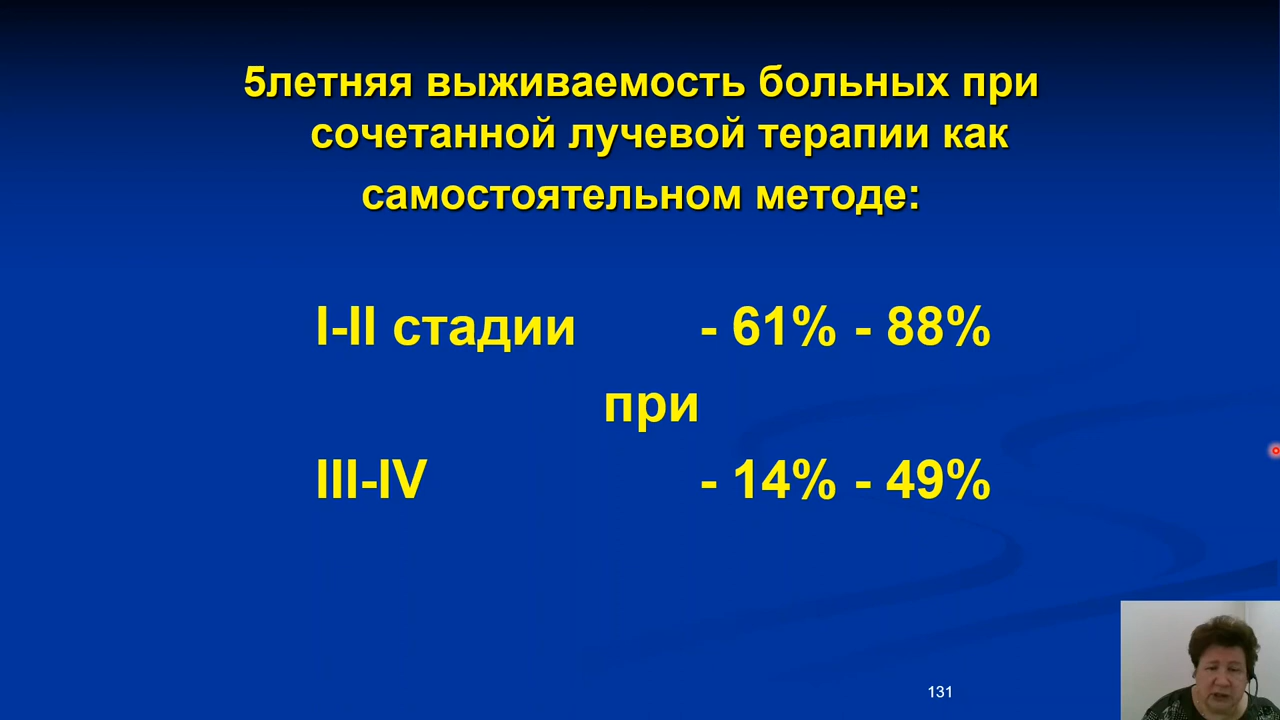 5летняя выживаемость больных при
сочетанной лучевой терапии как
самостоятельном методе:
I-II стадии - 61% - 88%
при
III-IV - 14% - 49%
131